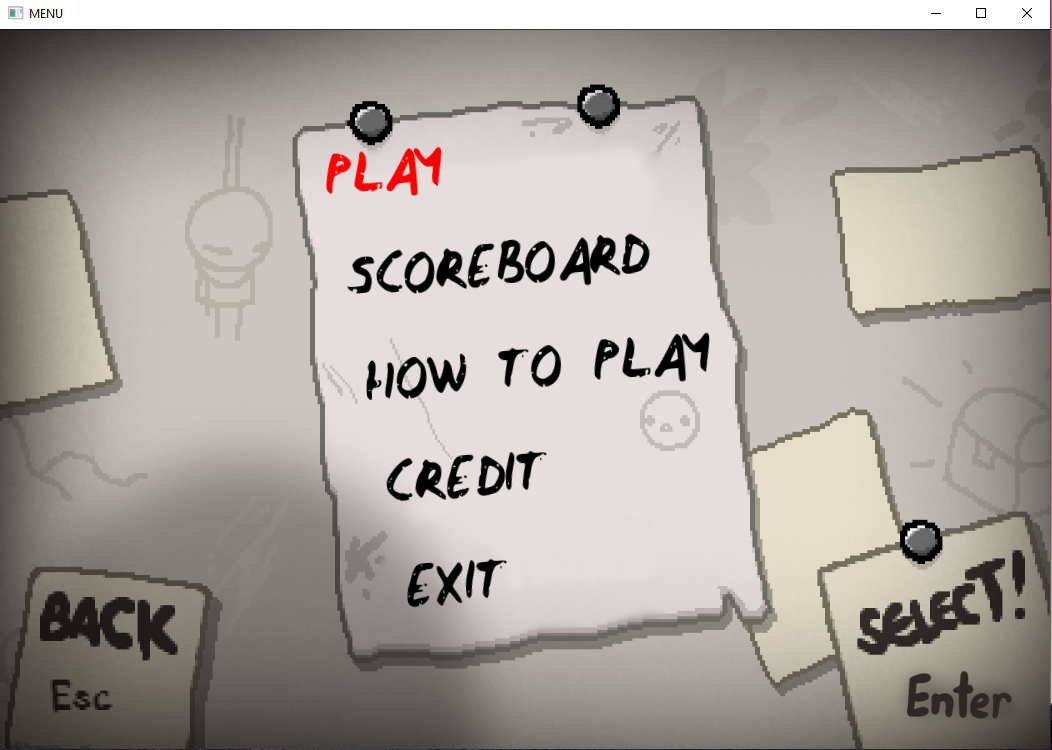 MENU
PLAY
SCOREBOARD
HOW TO PLAY
CREDIT
EXIT
BACK
Esc
SELECT!
Enter